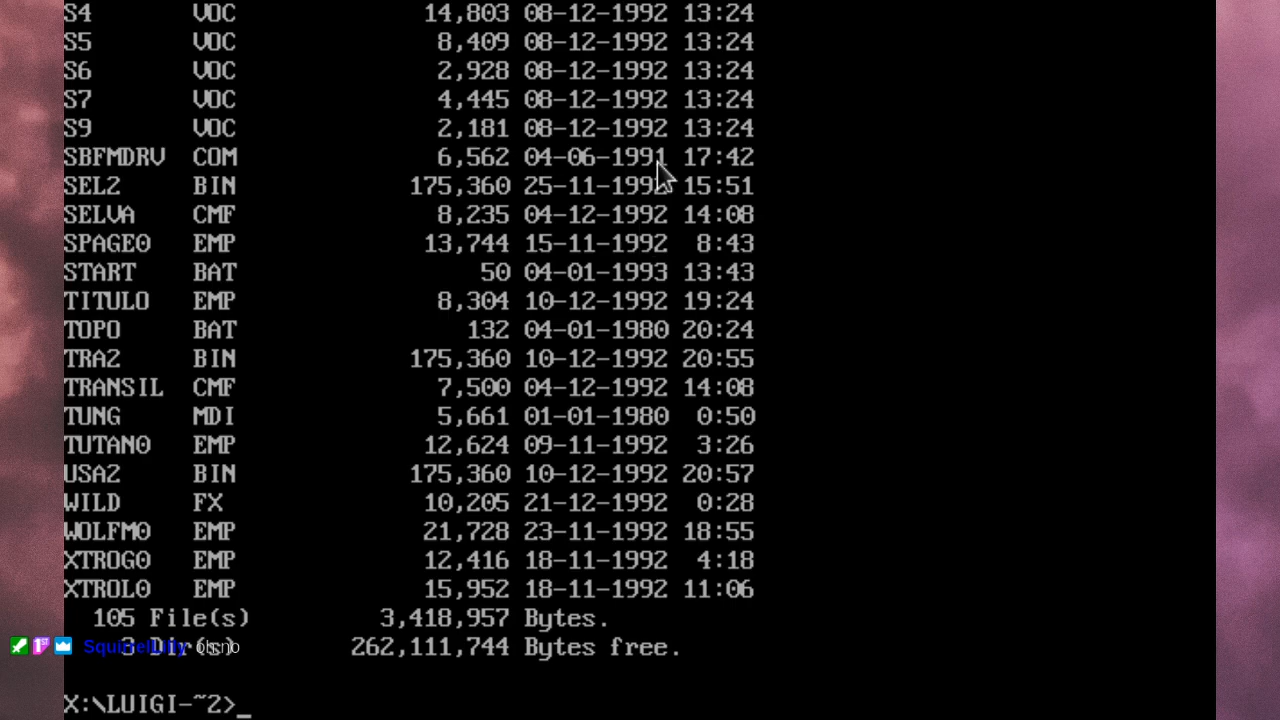 S4 VOC 14,803 08-12-1992 13:24
S5 VOC 8,409 08-12-1992 13:24
S6 VOC 2,928 08-12-1992 13:24
S7 VOC 4,445 08-12-1992 13:24
S9 VOC 2,181 08-12-1992 13:24
SBFMDRV COM 6,562 04-06-1991 17:42
SEL2 BIN 175,360 25-11-1992 15:51
SELVA CMF 8,235 04-12-1992 14:08
SPAGE0 EMP 13,744 15-11-1992 8:43
START BAT 50 04-01-1993 13:43
TITULO EMP 8,304 10-12-1992 19:24
TOPO BAT 132 04-01-1980 20:24
TRA2 BIN 175,360 10-12-1992 20:55
TRANSIL CMF 7,500 04-12-1992 14:08
TUNG MDI 5,661 01-01-1980 0:50
TUTAN0 EMP 12,624 09-11-1992 3:26
USA2 BIN 175,360 10-12-1992 20:57
WILD FX 10,205 21-12-1992 0:28
WOLFM0 EMP 21,728 23-11-1992 18:55
XTROG0 EMP 12,416 18-11-1992 4:18
XTROL0 EMP 15,952 18-11-1992 11:06
105 File(s) 3,418,957 Bytes.
3 Dir(s) 262,111,744 Bytes free.
SquirrelLilly oh no
X:\LUIGI-~2>_